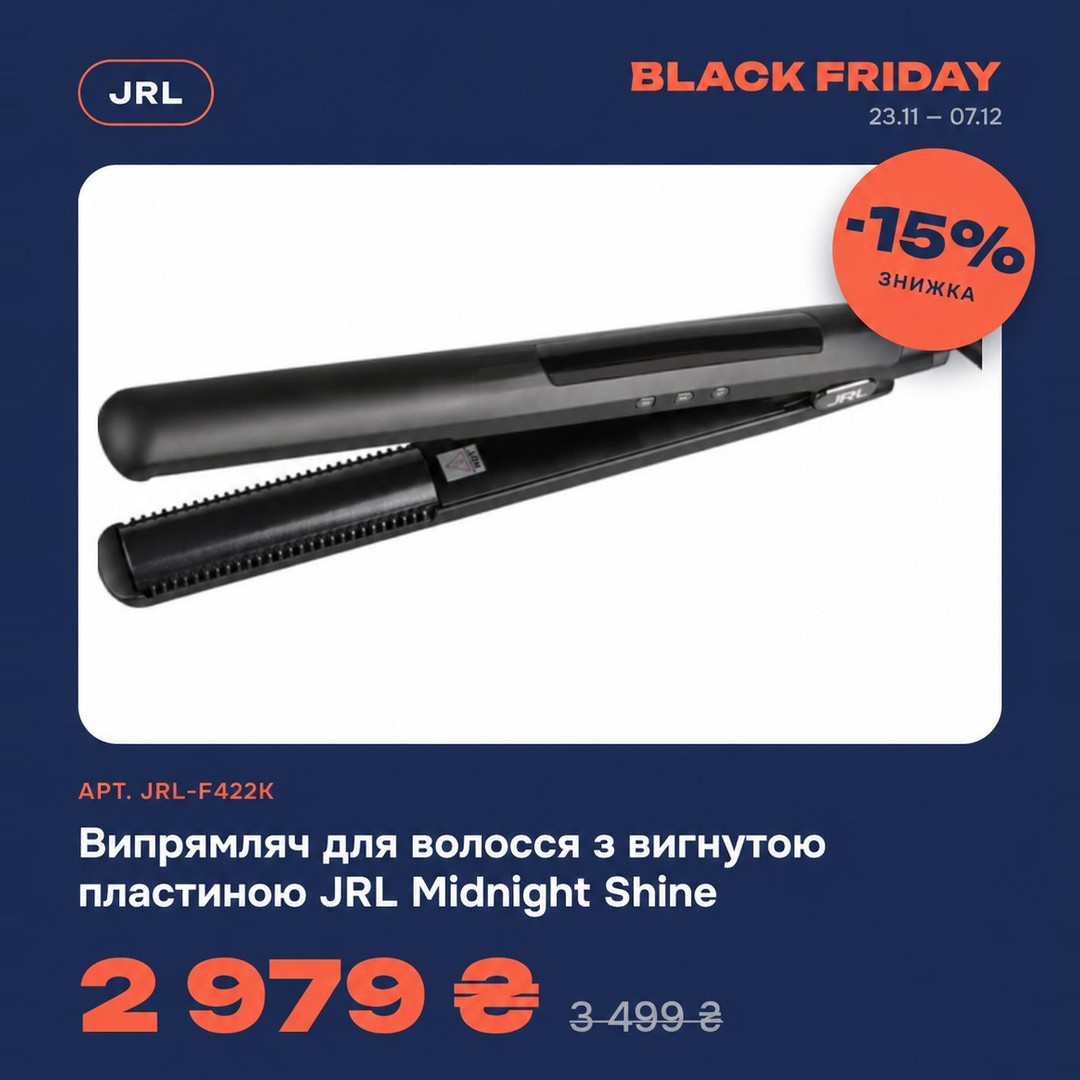 JRL
BLACK FRIDAY
23.11 – 07.12
-15%
ЗНИЖКА
JRL
HOT
АРТ. JRL-F422K
Випрямляч для волосся з вигнутою
пластиною JRL Midnight Shine
2 979 ₴ 3 499 ₴